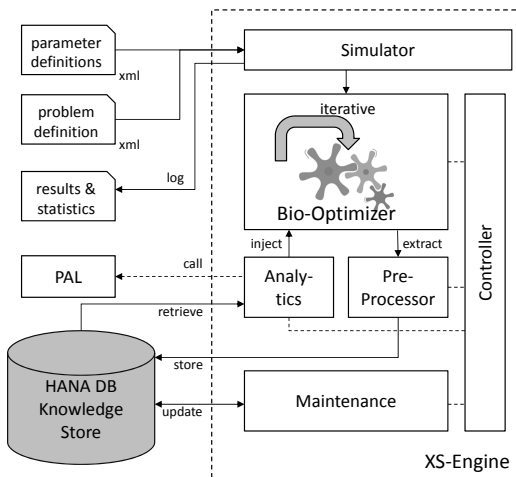 parameter
definitions
xml
problem
definition
xml
results &
statistics
log
Simulator
iterative
Bio-Optimizer
inject
extract
PAL
call
Analy-
tics
Pre-
Processor
Controller
retrieve
store
HANA DB
Knowledge
Store
update
Maintenance
XS-Engine